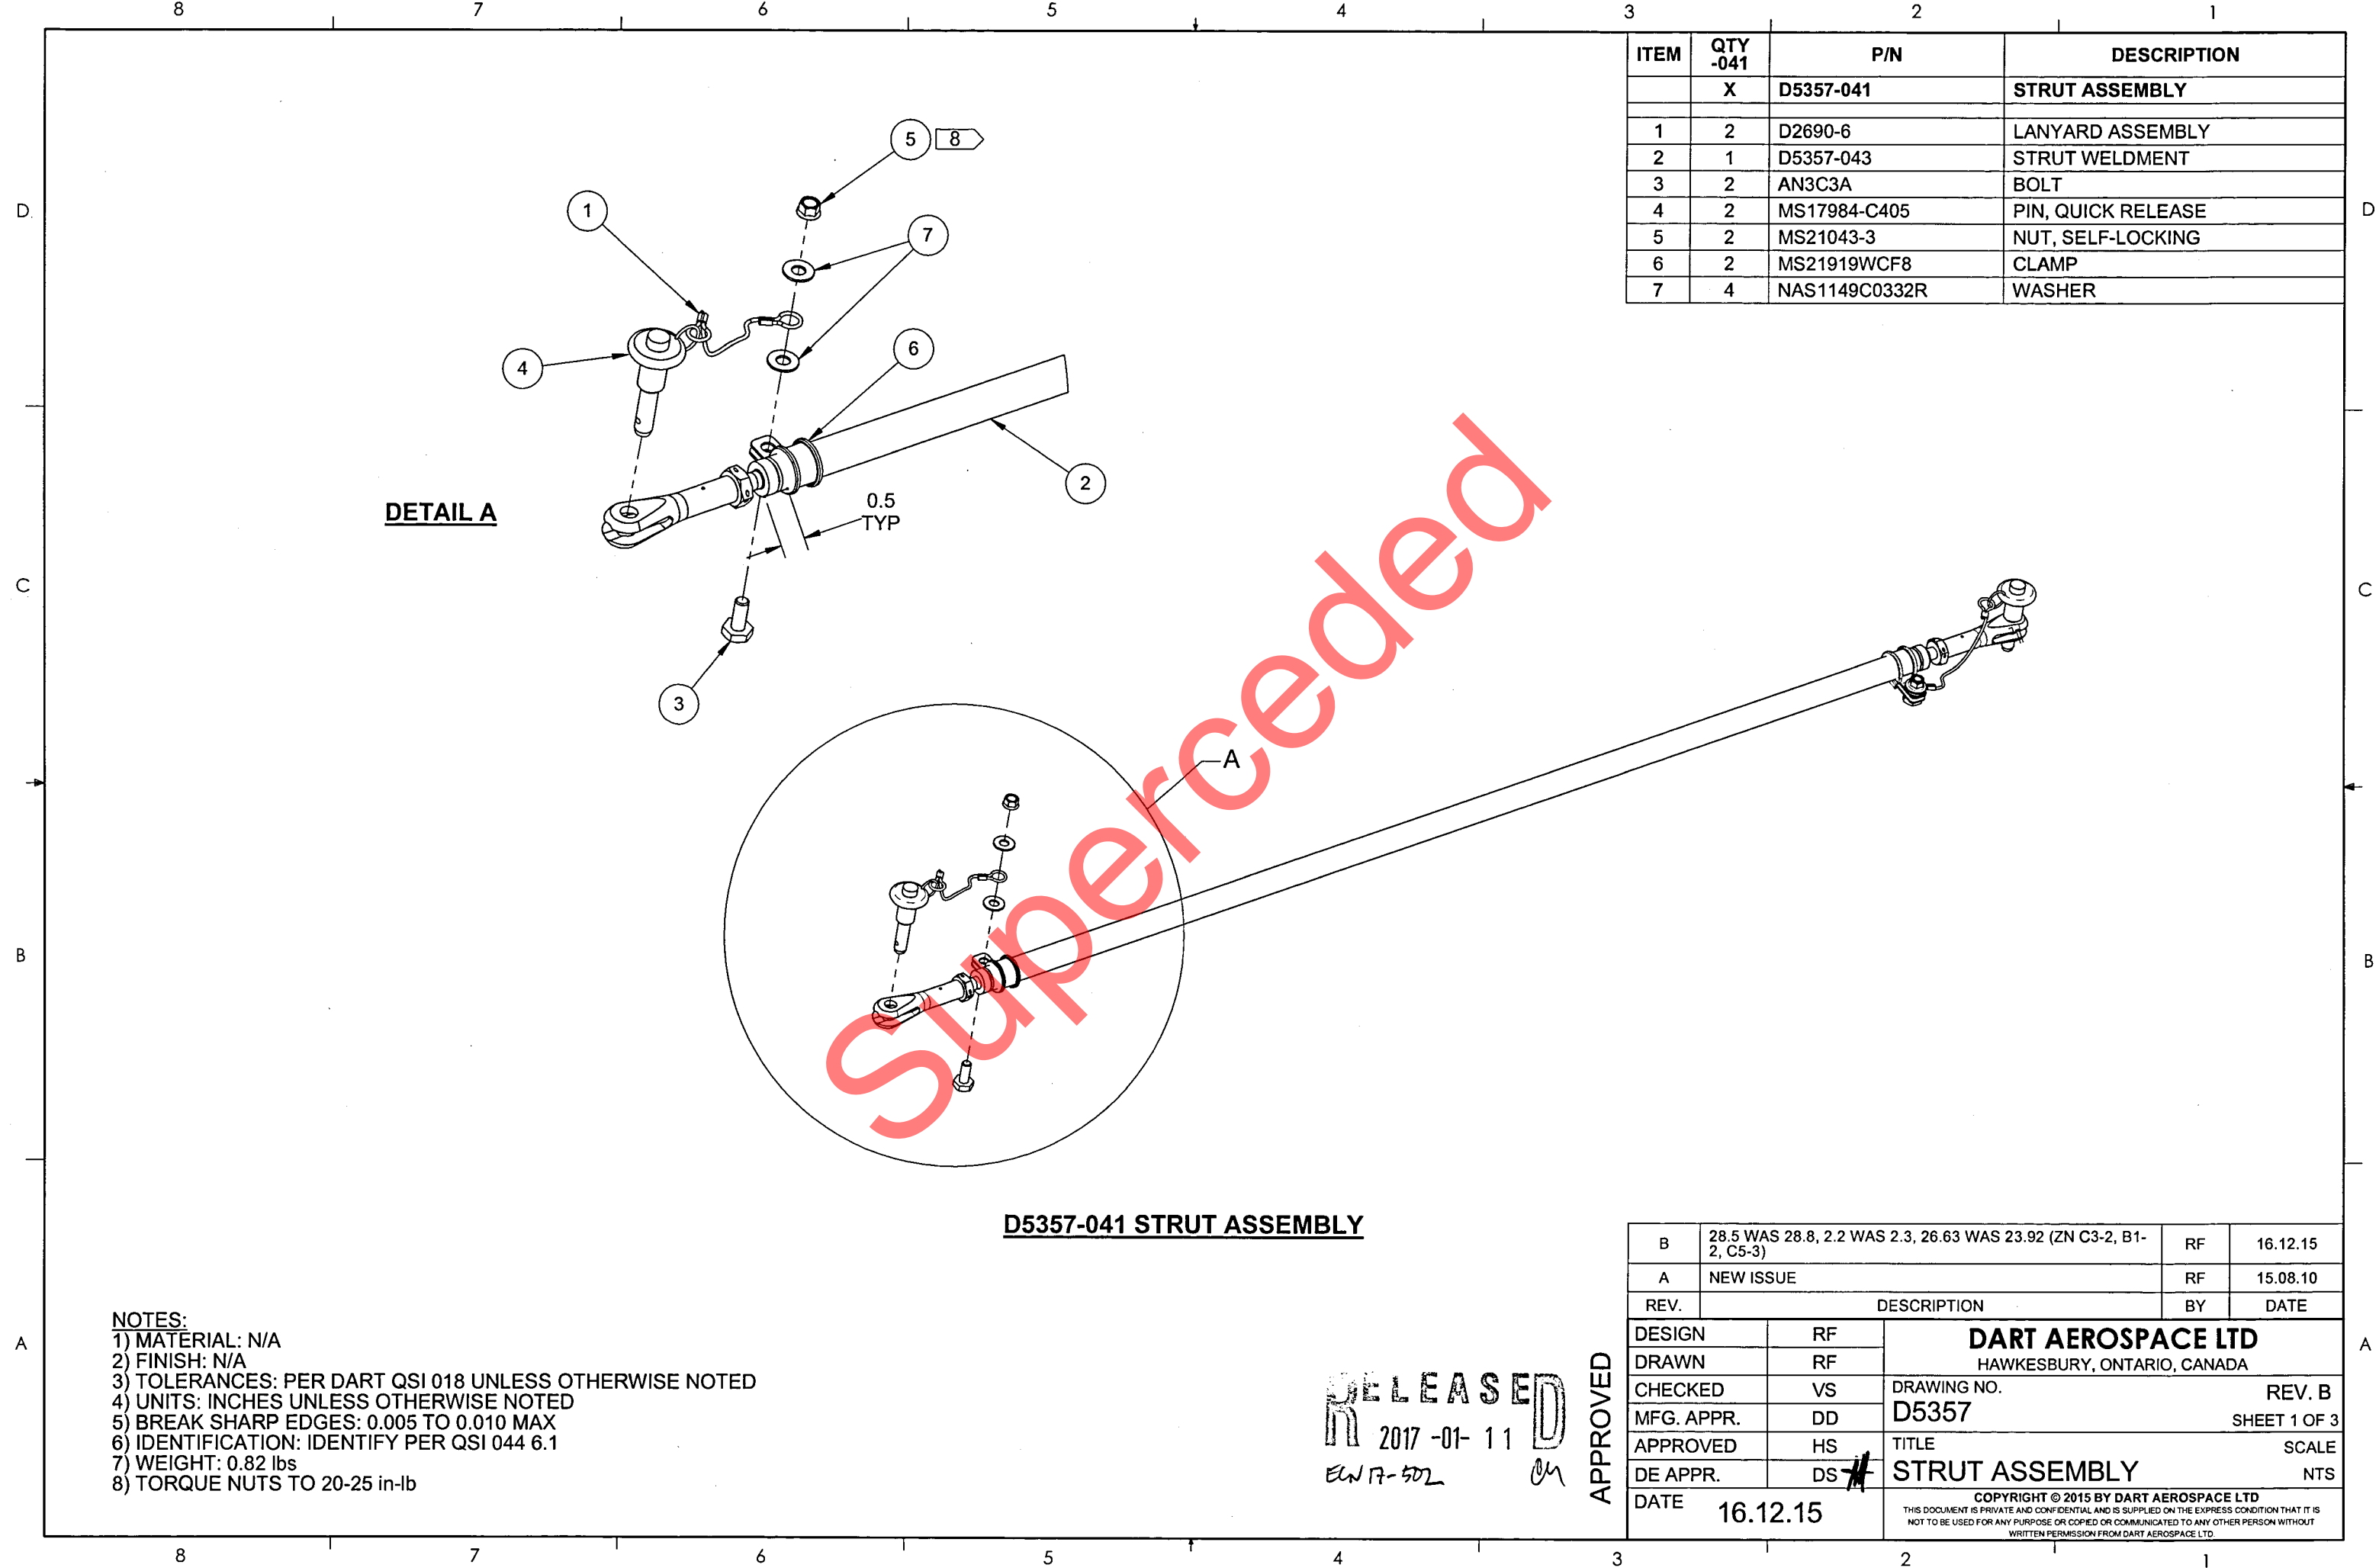 8 7 6 5 4 3 2 1
ITEM QTY -041 P/N DESCRIPTION
X D5357-041 STRUT ASSEMBLY
1 2 D2690-6 LANYARD ASSEMBLY
2 1 D5357-043 STRUT WELDMENT
3 2 AN3C3A BOLT
4 2 MS17984-C405 PIN, QUICK RELEASE
5 2 MS21043-3 NUT, SELF-LOCKING
6 2 MS21919WCF8 CLAMP
7 4 NAS1149C0332R WASHER
5 8
1
7
6
4
2
0.5
TYP
DETAIL A
3
D D
C C
B B
A A
A
Superceded
D5357-041 STRUT ASSEMBLY
NOTES:
1) MATERIAL: N/A
2) FINISH: N/A
3) TOLERANCES: PER DART QSI 018 UNLESS OTHERWISE NOTED
4) UNITS: INCHES UNLESS OTHERWISE NOTED
5) BREAK SHARP EDGES: 0.005 TO 0.010 MAX
6) IDENTIFICATION: IDENTIFY PER QSI 044 6.1
7) WEIGHT: 0.82 lbs
8) TORQUE NUTS TO 20-25 in-lb
RELEASED
2017 -01- 11
ECN 17-502
APPROVED
B 28.5 WAS 28.8, 2.2 WAS 2.3, 26.63 WAS 23.92 (ZN C3-2, B1-
2, C5-3) RF 16.12.15
A NEW ISSUE RF 15.08.10
REV. DESCRIPTION BY DATE
DESIGN RF
DRAWN RF
CHECKED VS
MFG. APPR. DD
APPROVED HS
DE APPR. DS
DATE 16.12.15
DART AEROSPACE LTD
HAWKESBURY, ONTARIO, CANADA
DRAWING NO. REV. B
D5357 SHEET 1 OF 3
TITLE SCALE
STRUT ASSEMBLY NTS
COPYRIGHT © 2015 BY DART AEROSPACE LTD
THIS DOCUMENT IS PRIVATE AND CONFIDENTIAL AND IS SUPPLIED ON THE EXPRESS CONDITION THAT IT IS
NOT TO BE USED FOR ANY PURPOSE OR COPIED OR COMMUNICATED TO ANY OTHER PERSON WITHOUT
WRITTEN PERMISSION FROM DART AEROSPACE LTD.
8 7 6 5 4 3 2 1